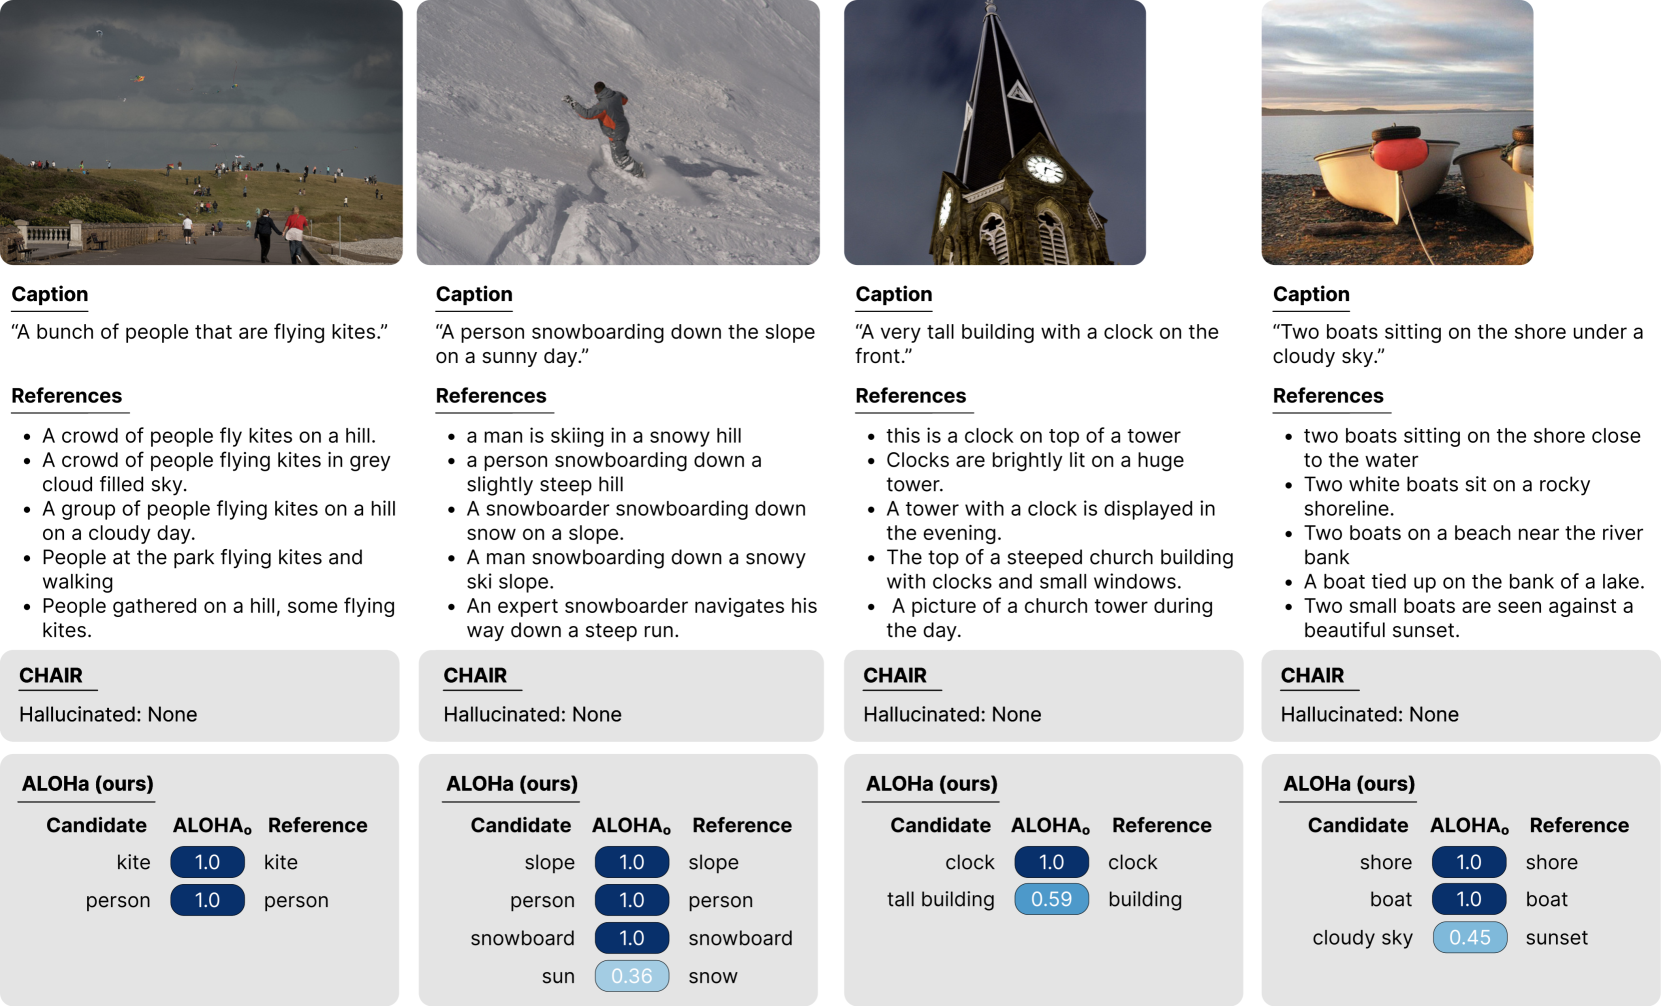 Caption
“A bunch of people that are flying kites.”
References
• A crowd of people fly kites on a hill.
• A crowd of people flying kites in grey
cloud filled sky.
• A group of people flying kites on a hill
on a cloudy day.
• People at the park flying kites and
walking
• People gathered on a hill, some flying
kites.
CHAIR
Hallucinated: None
ALOHa (ours)
Candidate ALOHAo Reference
kite 1.0 kite
person 1.0 person
Caption
“A person snowboarding down the slope
on a sunny day.”
References
• a man is skiing in a snowy hill
• a person snowboarding down a
slightly steep hill
• A snowboarder snowboarding down
snow on a slope.
• A man snowboarding down a snowy
ski slope.
• An expert snowboarder navigates his
way down a steep run.
CHAIR
Hallucinated: None
ALOHa (ours)
Candidate ALOHAo Reference
slope 1.0 slope
person 1.0 person
snowboard 1.0 snowboard
sun 0.36 snow
Caption
“A very tall building with a clock on the
front.”
References
• this is a clock on top of a tower
• Clocks are brightly lit on a huge
tower.
• A tower with a clock is displayed in
the evening.
• The top of a steeped church building
with clocks and small windows.
• A picture of a church tower during
the day.
CHAIR
Hallucinated: None
ALOHa (ours)
Candidate ALOHAo Reference
clock 1.0 clock
tall building 0.59 building
Caption
“Two boats sitting on the shore under a
cloudy sky.”
References
• two boats sitting on the shore close
to the water
• Two white boats sit on a rocky
shoreline.
• Two boats on a beach near the river
bank
• A boat tied up on the bank of a lake.
• Two small boats are seen against a
beautiful sunset.
CHAIR
Hallucinated: None
ALOHa (ours)
Candidate ALOHAo Reference
shore 1.0 shore
boat 1.0 boat
cloudy sky 0.45 sunset